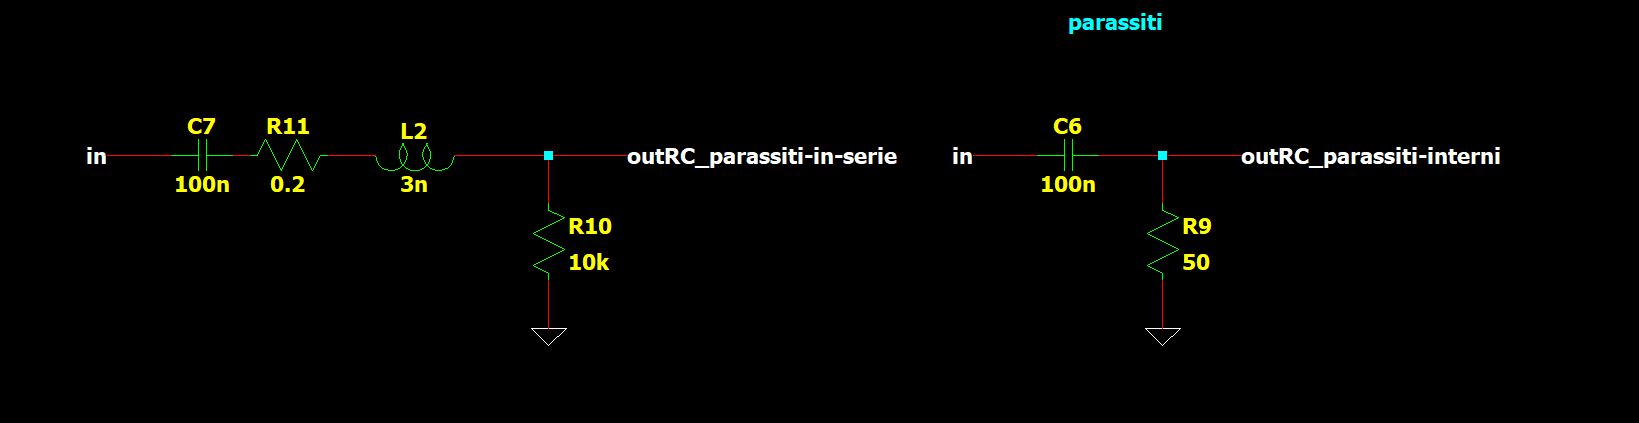 parassiti
in
C7
100n
R11
0.2
L2
3n
outRC_parassiti-in-serie
R10
10k
in
C6
100n
outRC_parassiti-interni
R9
50